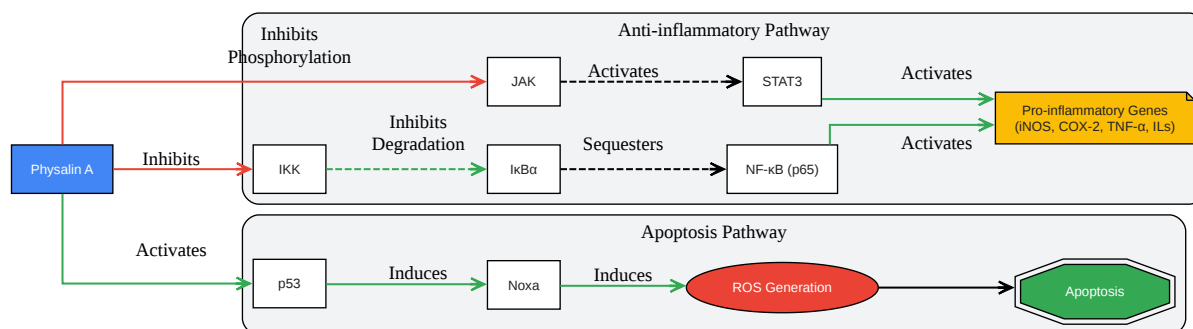 Anti-inflammatory Pathway
Inhibits
Phosphorylation
JAK
Activates
STAT3
Activates
Pro-inflammatory Genes
(iNOS, COX-2, TNF-α, ILs)
Physalin A
Inhibits
IKK
Inhibits
Degradation
IκBα
Sequesters
NF-κB (p65)
Activates
Apoptosis Pathway
Activates
p53
Induces
Noxa
Induces
ROS Generation
Apoptosis